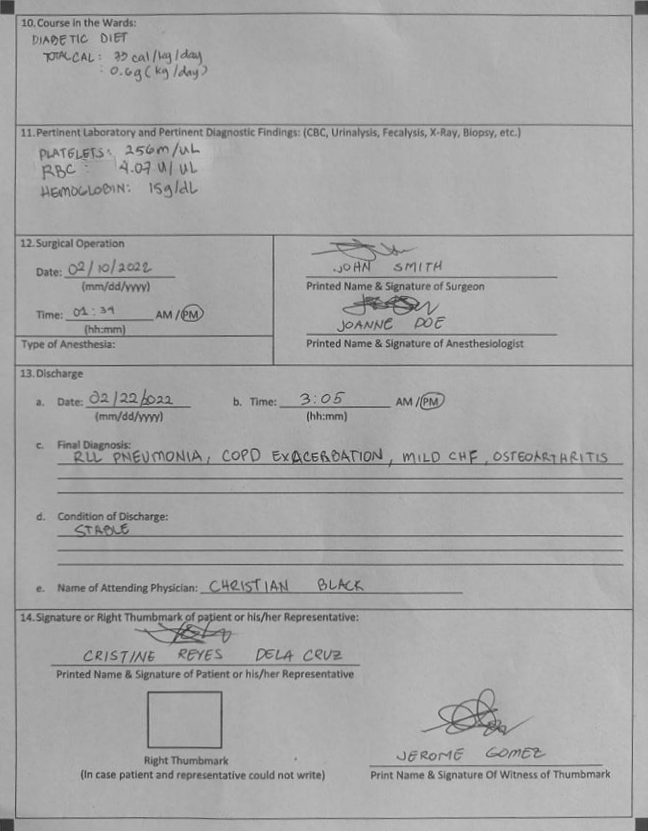 10. Course in the Wards:
DIABETIC DIET
TOTAL CAL: cal/kg/day
: 0.6g (kg/day)
11. Pertinent Laboratory and Pertinent Diagnostic Findings: (CBC, Urinalysis, Fecalysis, X-Ray, Biopsy, etc.)
PLATELETS: 256m/uL
RBC : 4.07 U/UL
HEMOGLOBIN: 15g/dL
12. Surgical Operation
Date: 02/10/2022
(mm/dd/yyyy)
Time: 01:39 AM / PM
(hh:mm)
Type of Anesthesia:
JOHN SMITH
Printed Name & Signature of Surgeon
JOANNE DOE
Printed Name & Signature of Anesthesiologist
13. Discharge
a. Date: 02/22/2022 b. Time: 3:05 AM / PM
(mm/dd/yyyy) (hh:mm)
c. Final Diagnosis:
RLL PNEUMONIA, COPD EXACERBATION, MILD CHF, OSTEOARTHRITIS
d. Condition of Discharge:
STABLE
e. Name of Attending Physician: CHRISTIAN BLACK
14. Signature or Right Thumbmark of patient or his/her Representative:
CRISTINE REYES DELA CRUZ
Printed Name & Signature of Patient or his/her Representative
Right Thumbmark
(In case patient and representative could not write)
JEROME GOMEZ
Print Name & Signature Of Witness of Thumbmark